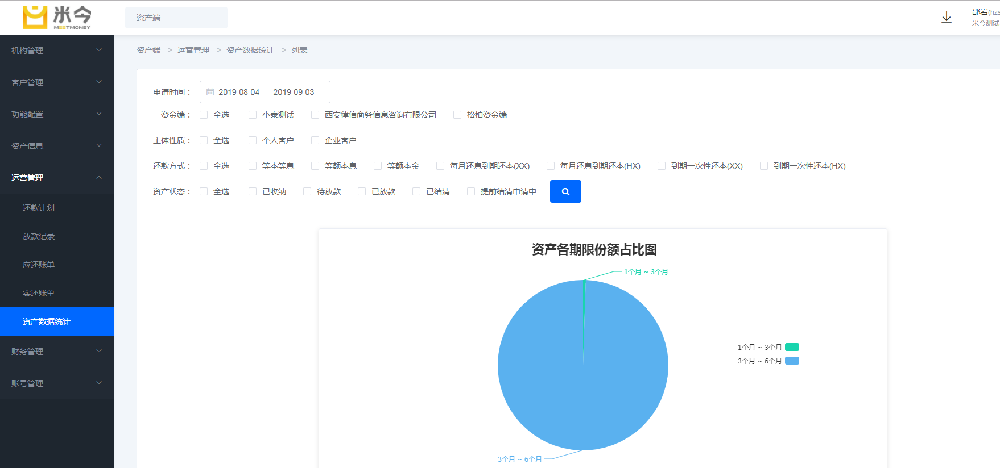 米今
MEETMONEY
资产端
邵岩(hzs
米今测试
机构管理
客户管理
功能配置
资产信息
运营管理
还款计划
放款记录
应还账单
实还账单
资产数据统计
财务管理
账号管理
资产端 > 运营管理 > 资产数据统计 > 列表
申请时间： 2019-08-04 - 2019-09-03
资金端： 全选 小泰测试 西安律信商务信息咨询有限公司 松柏资金端
主体性质： 全选 个人客户 企业客户
还款方式： 全选 等本等息 等额本息 等额本金 每月还息到期还本(XX) 每月还息到期还本(HX) 到期一次性还本(XX) 到期一次性还本(HX)
资产状态： 全选 已收纳 待放款 已放款 已结清 提前结清申请中
资产各期限份额占比图
1个月 ~ 3个月
1个月 ~ 3个月
3个月 ~ 6个月
3个月 ~ 6个月